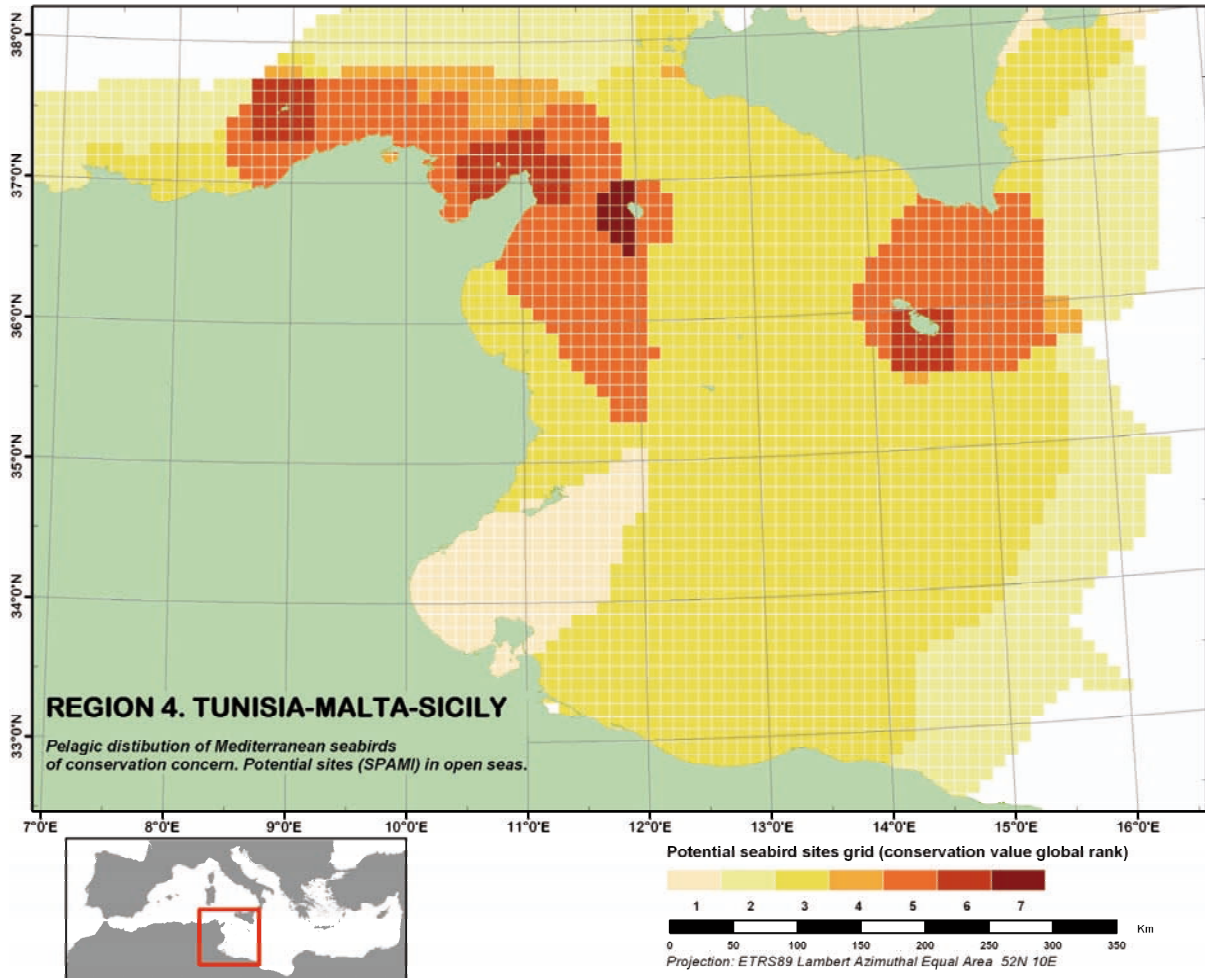 38°0'N
37°0'N
36°0'N
35°0'N
34°0'N
33°0'N
REGION 4. TUNISIA-MALTA-SICILY
Pelagic distibution of Mediterranean seabirds
of conservation concern. Potential sites (SPAMI) in open seas.
7°0'E 8°0'E 9°0'E 10°0'E 11°0'E 12°0'E 13°0'E 14°0'E 15°0'E 16°0'E
Potential seabird sites grid (conservation value global rank)
1 2 3 4 5 6 7
Km
0 50 100 150 200 250 300 350
Projection: ETRS89 Lambert Azimuthal Equal Area 52N 10E